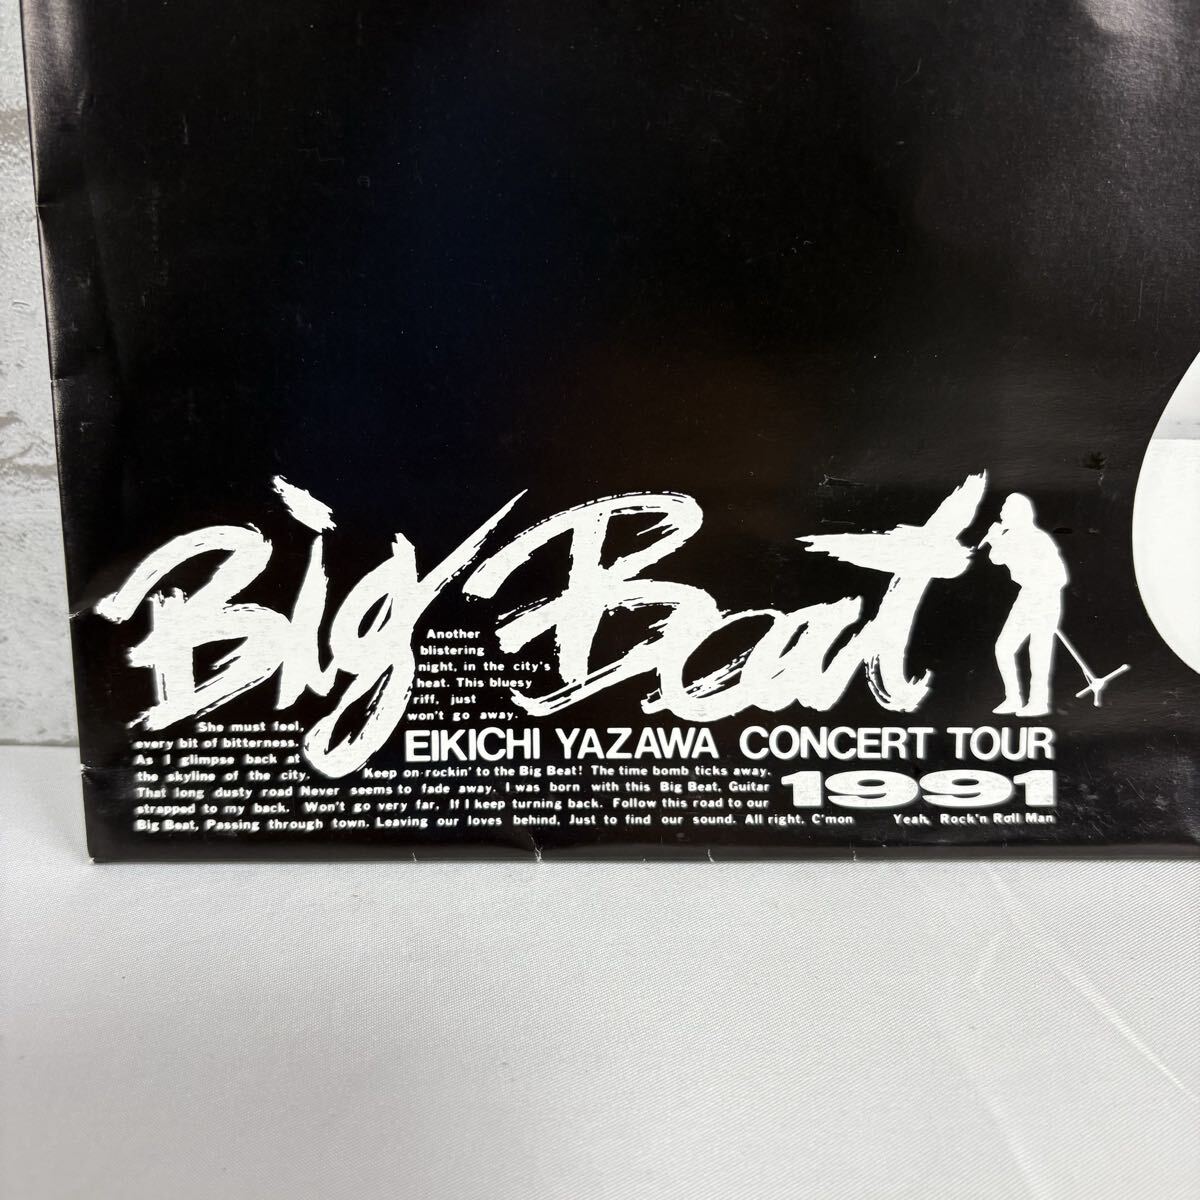 Big Beat
Another
blistering
night, in the city's
heat. This bluesy
riff, just
won't go away.
EIKICHI YAZAWA CONCERT TOUR
1991
She must feel,
every bit of bitterness.
As I glimpse back at
the skyline of the city. Keep on rockin' to the Big Beat! The time bomb ticks away.
That long dusty road Never seems to fade away. I was born with this Big Beat, Guitar
strapped to my back. Won't go very far, If I keep turning back. Follow this road to our
Big Beat, Passing through town. Leaving our loves behind, Just to find our sound. All right, C'mon Yeah, Rock'n Roll Man